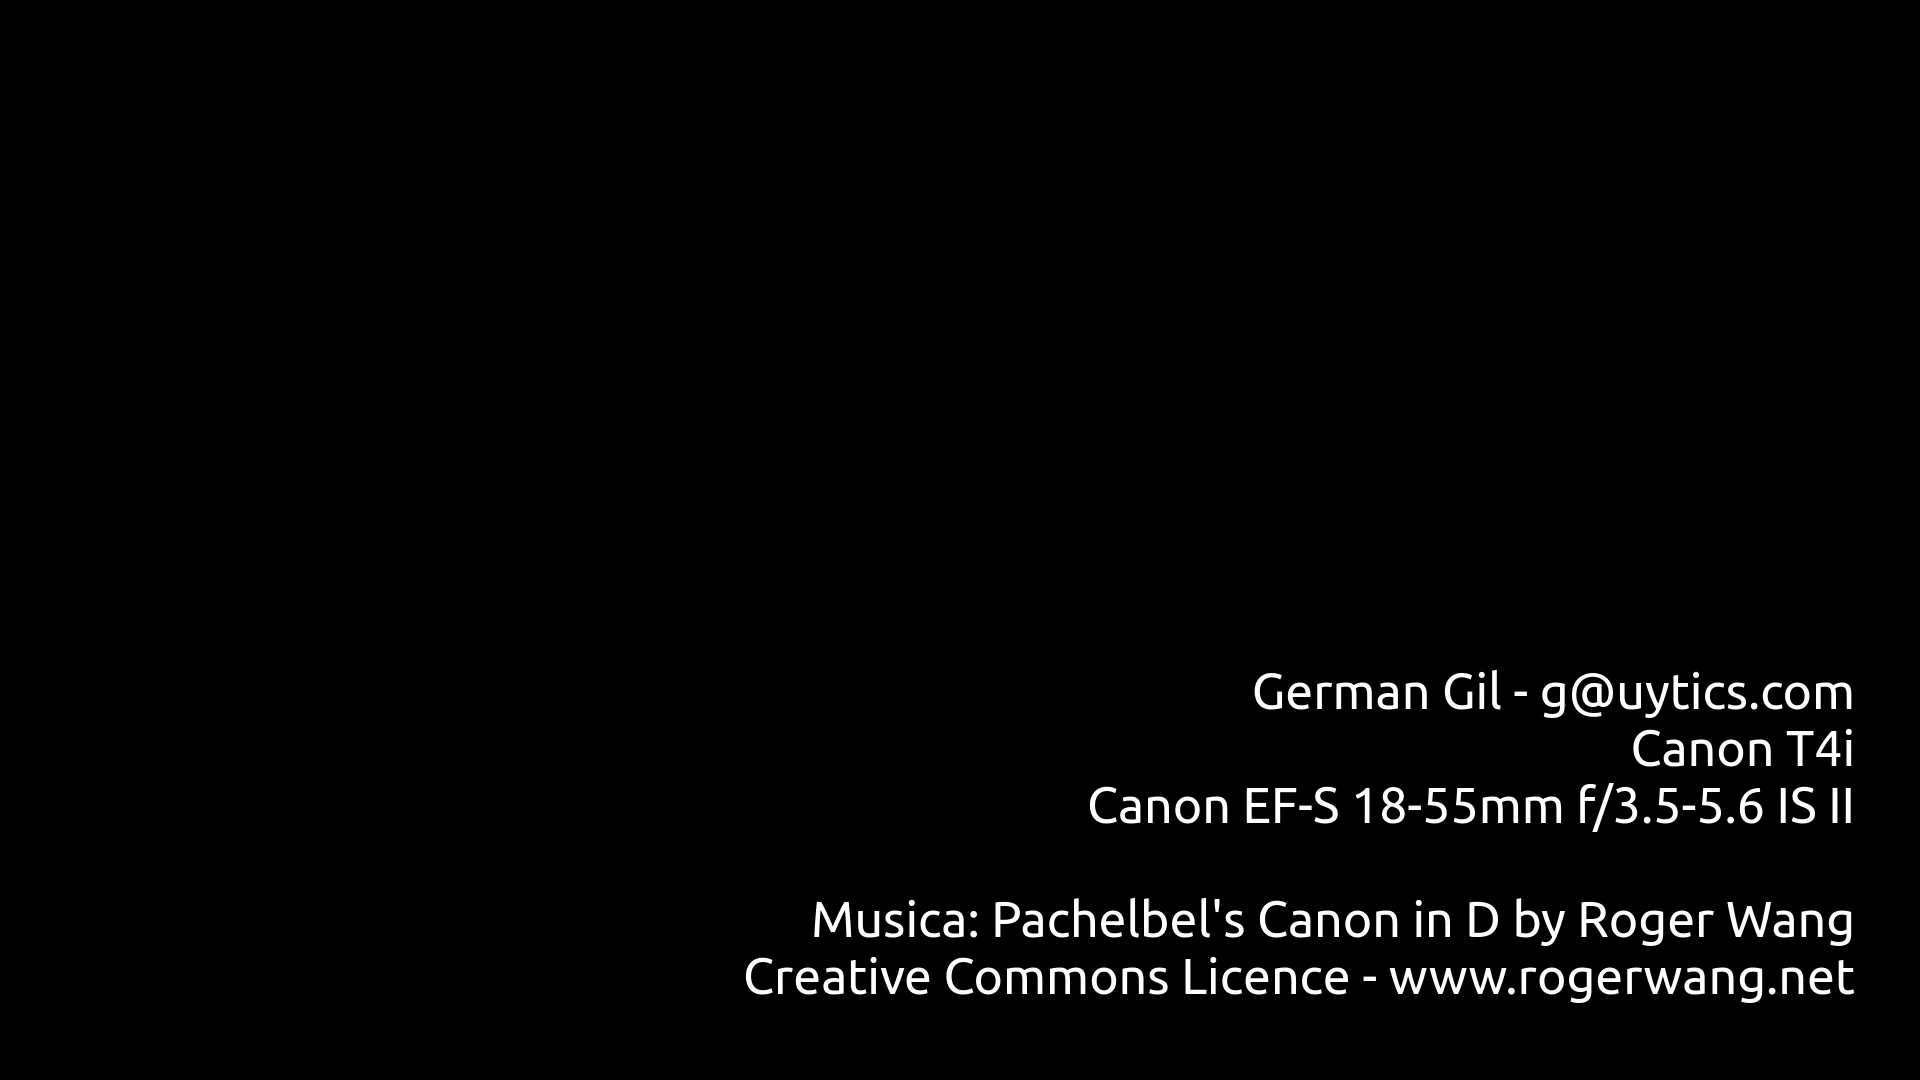 German Gil - g@uytics.com
Canon T4i
Canon EF-S 18-55mm f/3.5-5.6 IS II
Musica: Pachelbel's Canon in D by Roger Wang
Creative Commons Licence - www.rogerwang.net